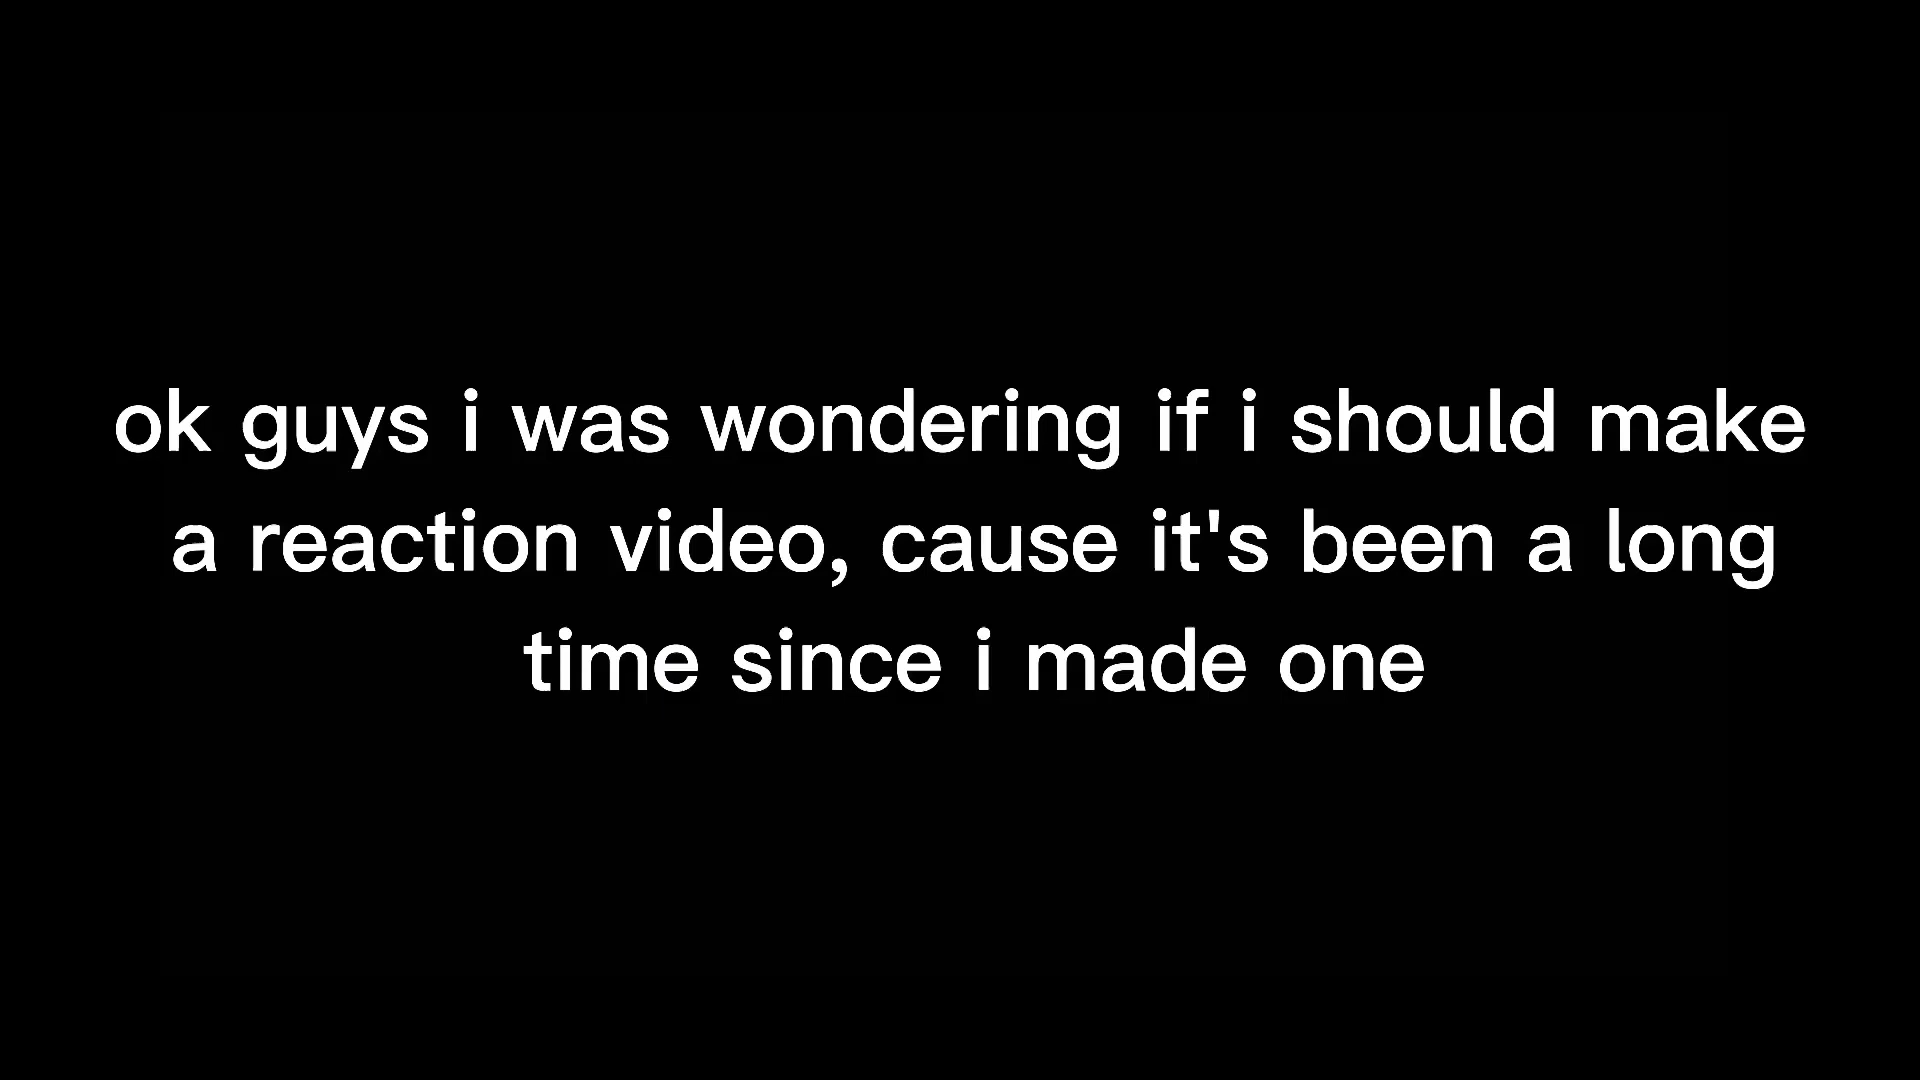 ok guys i was wondering if i should make
a reaction video, cause it's been a long
time since i made one